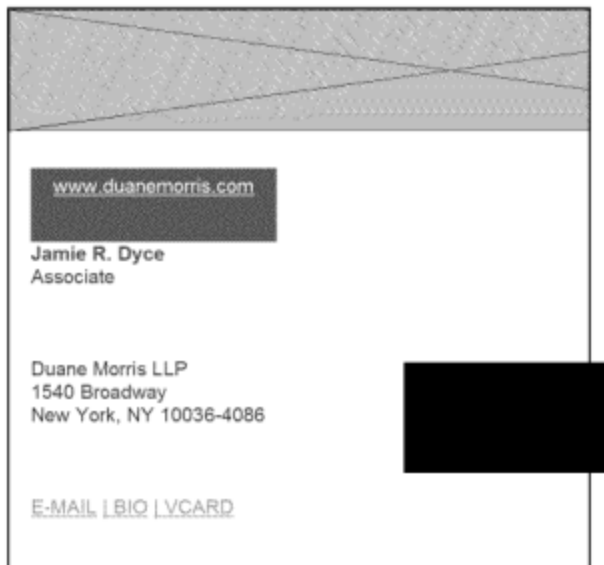 www.duanemorris.com
Jamie R. Dyce
Associate
Duane Morris LLP
1540 Broadway
New York, NY 10036-4086
E-MAIL | BIO | VCARD